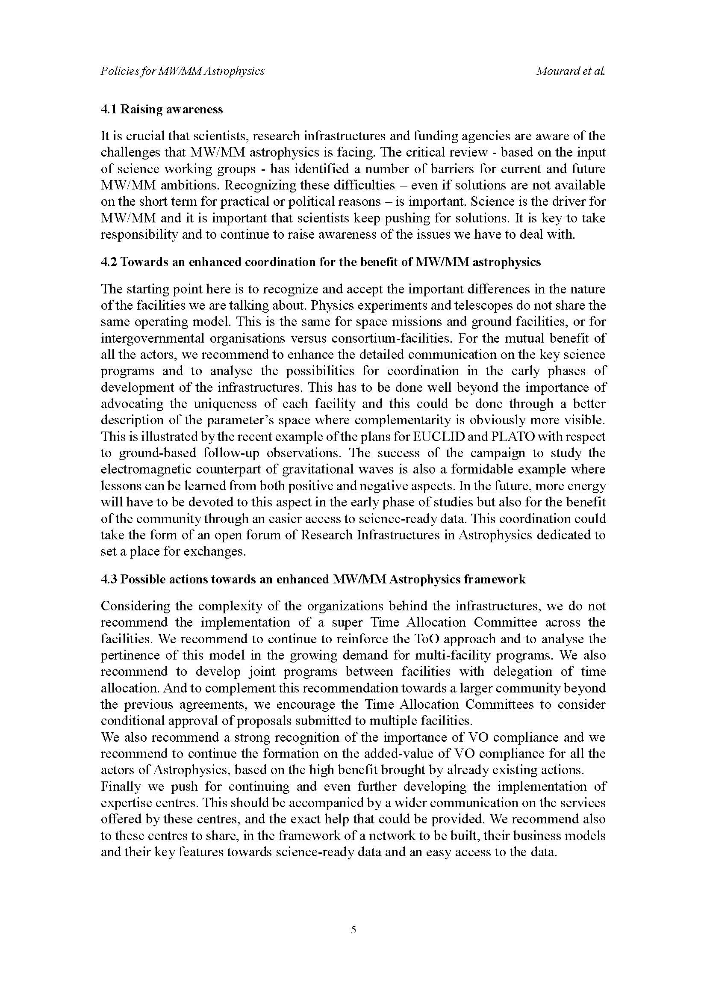 Policies for MW/MM Astrophysics Mourard et al.
4.1 Raising awareness
It is crucial that scientists, research infrastructures and funding agencies are aware of the
challenges that MW/MM astrophysics is facing. The critical review - based on the input
of science working groups - has identified a number of barriers for current and future
MW/MM ambitions. Recognizing these difficulties – even if solutions are not available
on the short term for practical or political reasons – is important. Science is the driver for
MW/MM and it is important that scientists keep pushing for solutions. It is key to take
responsibility and to continue to raise awareness of the issues we have to deal with.
4.2 Towards an enhanced coordination for the benefit of MW/MM astrophysics
The starting point here is to recognize and accept the important differences in the nature
of the facilities we are talking about. Physics experiments and telescopes do not share the
same operating model. This is the same for space missions and ground facilities, or for
intergovernmental organisations versus consortium-facilities. For the mutual benefit of
all the actors, we recommend to enhance the detailed communication on the key science
programs and to analyse the possibilities for coordination in the early phases of
development of the infrastructures. This has to be done well beyond the importance of
advocating the uniqueness of each facility and this could be done through a better
description of the parameter’s space where complementarity is obviously more visible.
This is illustrated by the recent example of the plans for EUCLID and PLATO with respect
to ground-based follow-up observations. The success of the campaign to study the
electromagnetic counterpart of gravitational waves is also a formidable example where
lessons can be learned from both positive and negative aspects. In the future, more energy
will have to be devoted to this aspect in the early phase of studies but also for the benefit
of the community through an easier access to science-ready data. This coordination could
take the form of an open forum of Research Infrastructures in Astrophysics dedicated to
set a place for exchanges.
4.3 Possible actions towards an enhanced MW/MM Astrophysics framework
Considering the complexity of the organizations behind the infrastructures, we do not
recommend the implementation of a super Time Allocation Committee across the
facilities. We recommend to continue to reinforce the ToO approach and to analyse the
pertinence of this model in the growing demand for multi-facility programs. We also
recommend to develop joint programs between facilities with delegation of time
allocation. And to complement this recommendation towards a larger community beyond
the previous agreements, we encourage the Time Allocation Committees to consider
conditional approval of proposals submitted to multiple facilities.
We also recommend a strong recognition of the importance of VO compliance and we
recommend to continue the formation on the added-value of VO compliance for all the
actors of Astrophysics, based on the high benefit brought by already existing actions.
Finally we push for continuing and even further developing the implementation of
expertise centres. This should be accompanied by a wider communication on the services
offered by these centres, and the exact help that could be provided. We recommend also
to these centres to share, in the framework of a network to be built, their business models
and their key features towards science-ready data and an easy access to the data.
5